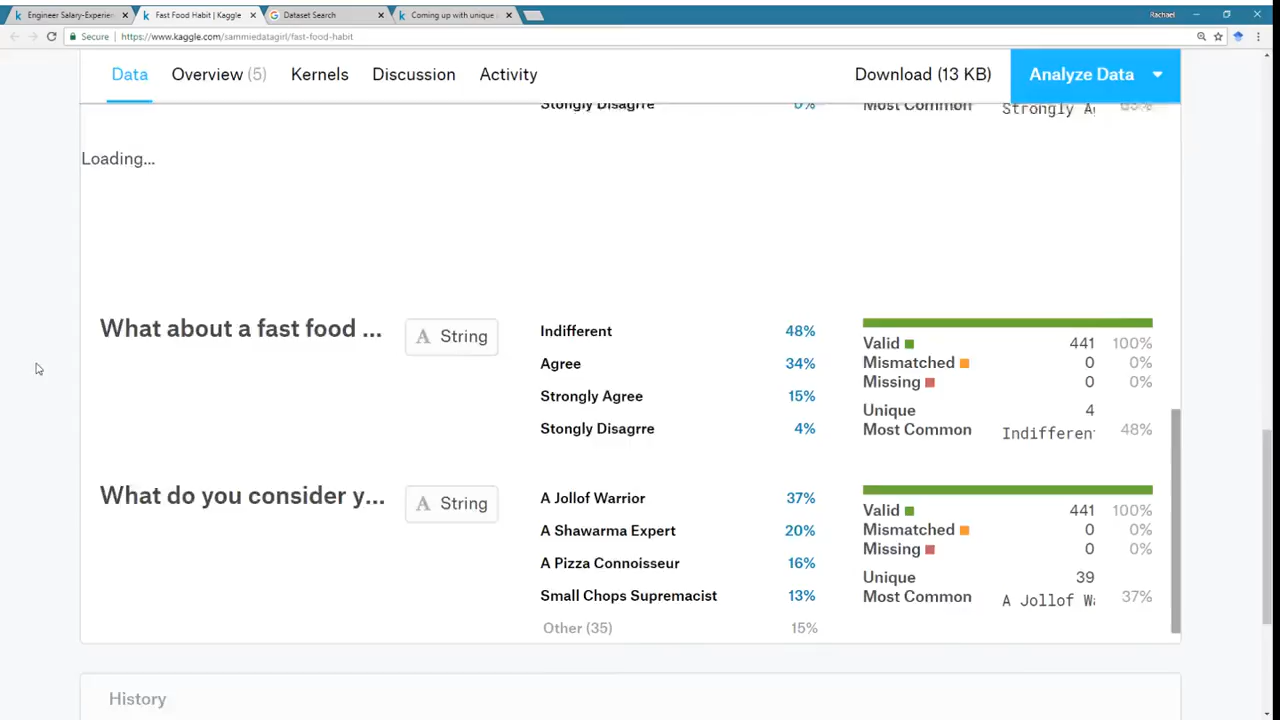 Engineer Salary-Experie
Fast Food Habit | Kaggle
Dataset Search
Coming up with unique
Rachael
Secure
https://www.kaggle.com/sammiedatagirl/fast-food-habit
Data
Overview (5)
Kernels
Discussion
Activity
Download (13 KB)
Analyze Data
Stongly Disagrre
Most Common
Strongly A
Loading...
What about a fast food ...
A String
Indifferent 48%
Agree 34%
Strongly Agree 15%
Stongly Disagrre 4%
Valid 441 100%
Mismatched 0 0%
Missing 0 0%
Unique 4
Most Common Indifferen 48%
What do you consider y...
A String
A Jollof Warrior 37%
A Shawarma Expert 20%
A Pizza Connoisseur 16%
Small Chops Supremacist 13%
Other (35) 15%
Valid 441 100%
Mismatched 0 0%
Missing 0 0%
Unique 39
Most Common A Jollof Wa 37%
History